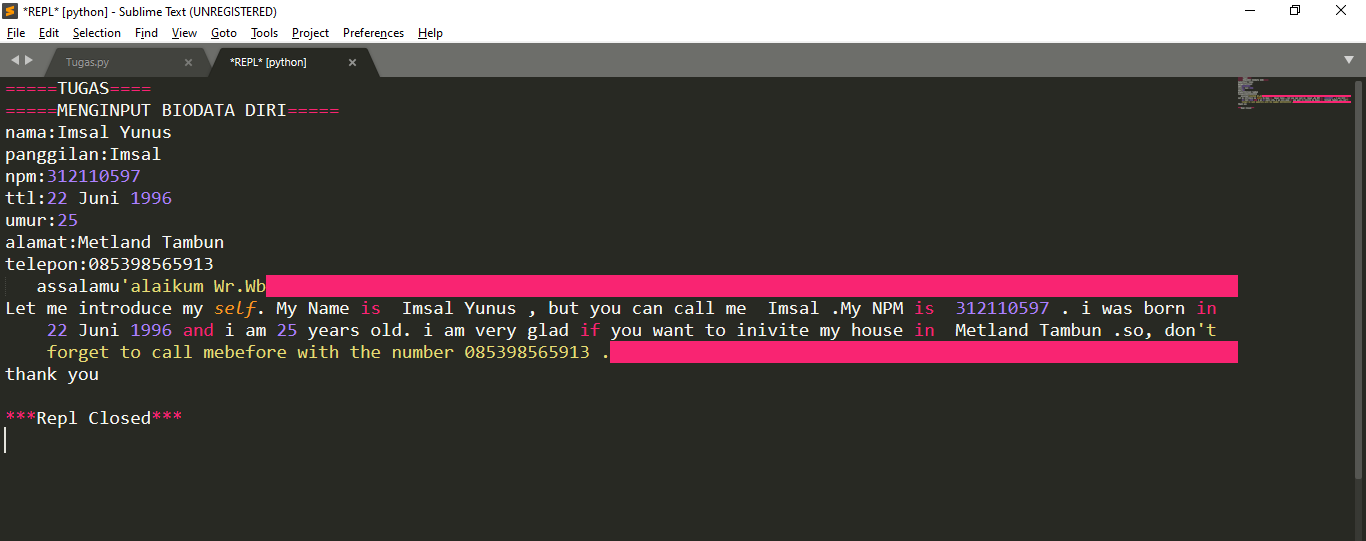 *REPL* [python] - Sublime Text (UNREGISTERED)
File Edit Selection Find View Goto Tools Project Preferences Help
Tugas.py *REPL* [python]
=====TUGAS====
=====MENGINPUT BIODATA DIRI=====
nama:Imsal Yunus
panggilan:Imsal
npm:312110597
ttl:22 Juni 1996
umur:25
alamat:Metland Tambun
telepon:085398565913
assalamu'alaikum Wr.Wb
Let me introduce my self. My Name is  Imsal Yunus , but you can call me  Imsal .My NPM is  312110597 . i was born in
22 Juni 1996 and i am 25 years old. i am very glad if you want to inivite my house in  Metland Tambun .so, don't
forget to call mebefore with the number 085398565913 .
thank you
***Repl Closed***